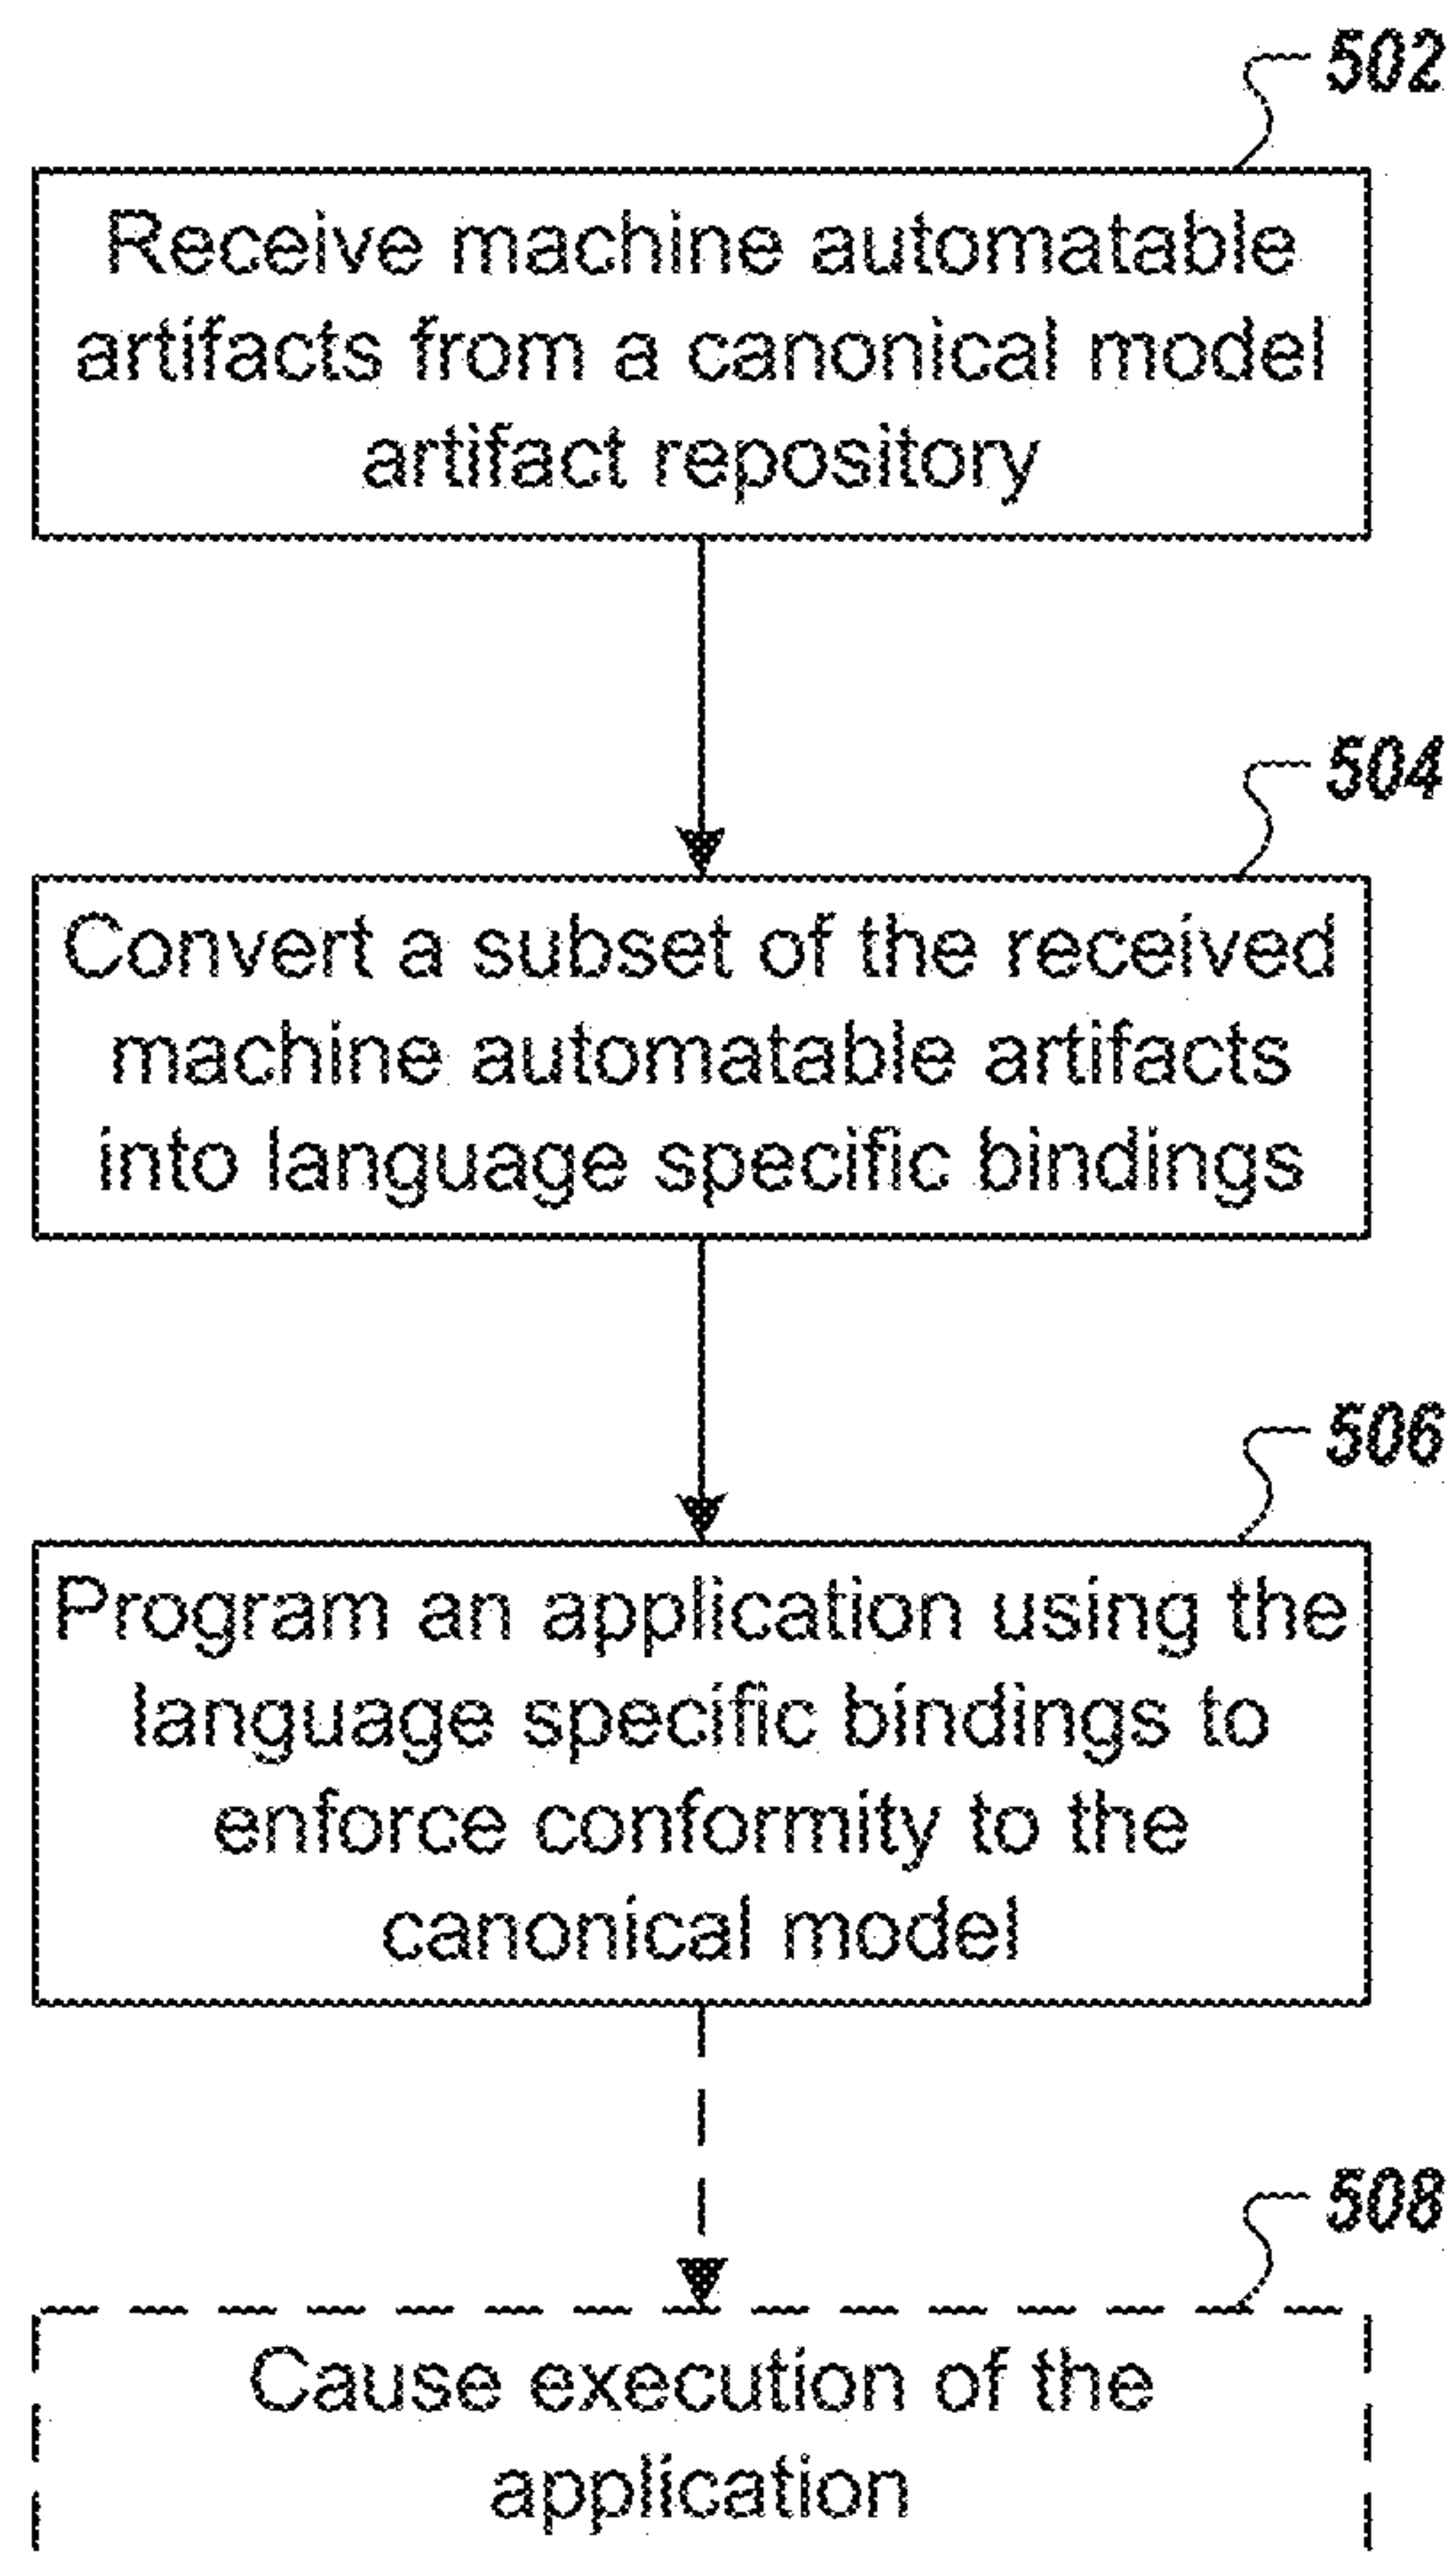 502
Receive machine automatable
artifacts from a canonical model
artifact repository
504
Convert a subset of the received
machine automatable artifacts
into language specific bindings
506
Program an application using the
language specific bindings to
enforce conformity to the
canonical model
508
Cause execution of the
application